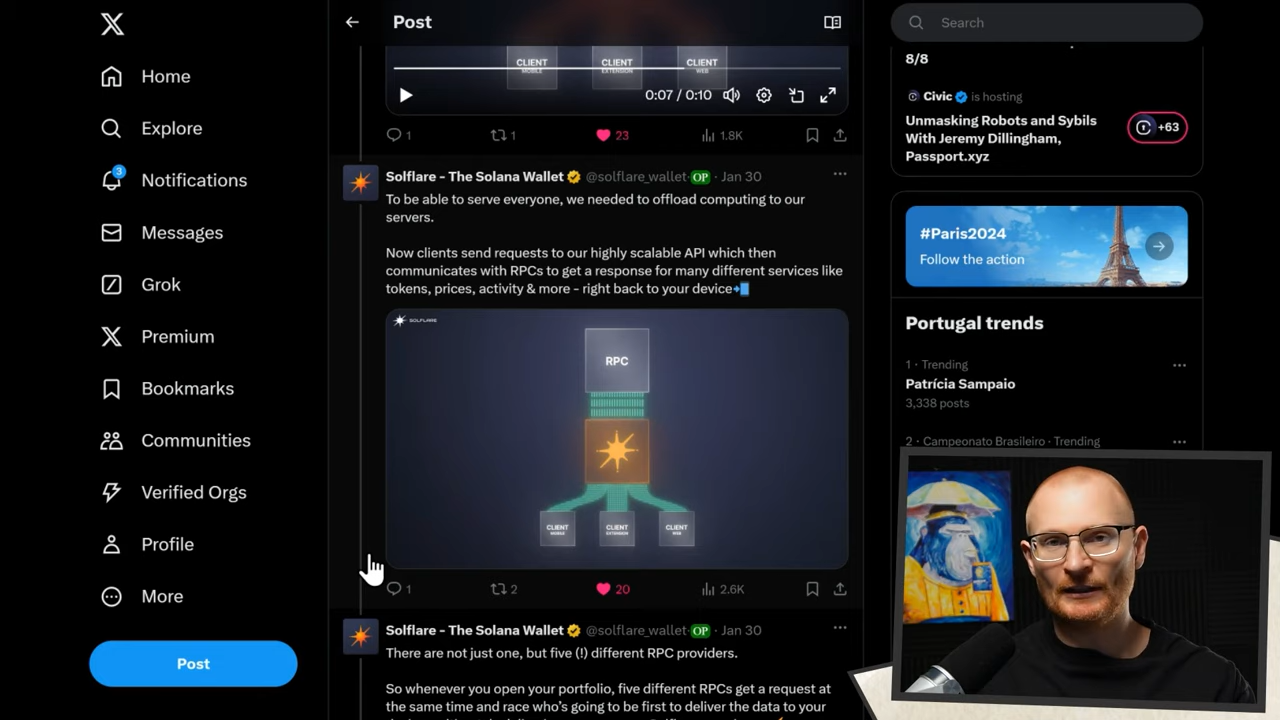 Home
Explore
3
Notifications
Messages
Grok
Premium
Bookmarks
Communities
Verified Orgs
Profile
More
Post
Post
CLIENT
MOBILE
CLIENT
EXTENSION
CLIENT
WEB
0:07 / 0:10
1
1
23
1.8K
Solflare - The Solana Wallet @solflare_wallet OP · Jan 30
To be able to serve everyone, we needed to offload computing to our
servers.
Now clients send requests to our highly scalable API which then
communicates with RPCs to get a response for many different services like
tokens, prices, activity & more - right back to your device
SOLFLARE
RPC
CLIENT
MOBILE
CLIENT
EXTENSION
CLIENT
WEB
1
2
20
2.6K
Solflare - The Solana Wallet @solflare_wallet OP · Jan 30
There are not just one, but five (!) different RPC providers.
So whenever you open your portfolio, five different RPCs get a request at
the same time and race who's going to be first to deliver the data to your
Search
8/8
Civic is hosting
Unmasking Robots and Sybils
With Jeremy Dillingham,
Passport.xyz
+63
#Paris2024
Follow the action
Portugal trends
1 · Trending
Patrícia Sampaio
3,338 posts
2 · Campeonato Brasileiro · Trending